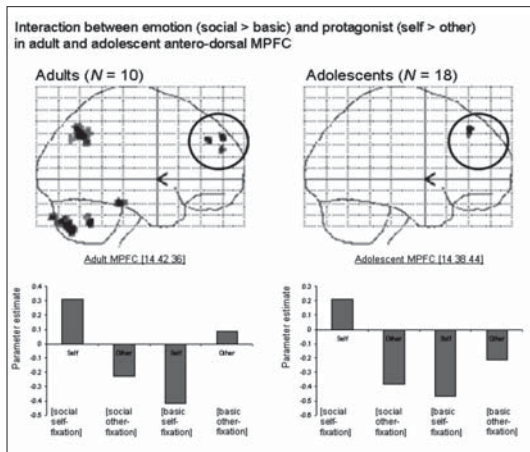 Interaction between emotion (social > basic) and protagonist (self > other)
in adult and adolescent antero-dorsal MPFC
Adults (N = 10)
Adolescents (N = 18)
<
<
Adult MPFC [14 42 36]
Adolescent MPFC [14 38 44]
Parameter estimate
0.4
0.3
0.2
0.1
0
-0.1
-0.2
-0.3
-0.4
-0.5
Self
Other
Self
Other
[social self-fixation]
[social other-fixation]
[basic self-fixation]
[basic other-fixation]
Parameter estimate
0.3
0.2
0.1
0
-0.1
-0.2
-0.3
-0.4
-0.5
-0.6
Self
Other
Self
Other
[social self-fixation]
[social other-fixation]
[basic self-fixation]
[basic other-fixation]